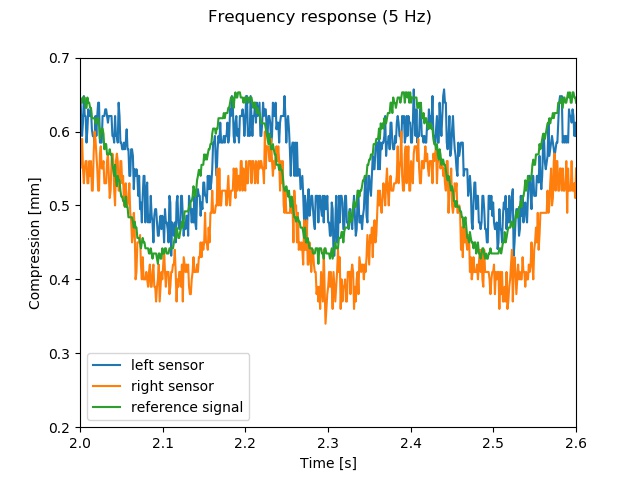 Frequency response (5 Hz)
0.7
0.6
0.5
0.4
0.3
0.2
Compression [mm]
left sensor
right sensor
reference signal
2.0 2.1 2.2 2.3 2.4 2.5 2.6
Time [s]